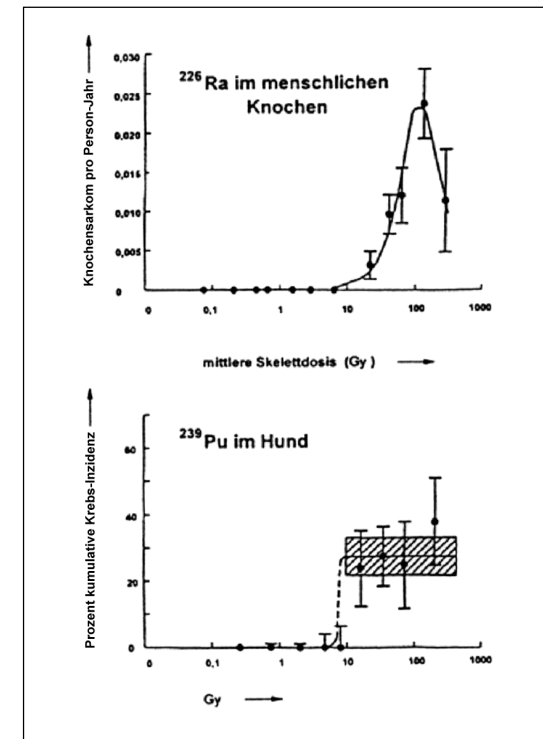 Knochensarkom pro Person-Jahr
0,030
0,025
0,020
0,015
0,010
0,005
0
226Ra im menschlichen
Knochen
0 0,1 1 10 100 1000
mittlere Skelettdosis (Gy)
Prozent kumulative Krebs-Inzidenz
60
40
20
0
239Pu im Hund
0 0,1 1 10 100 1000
Gy